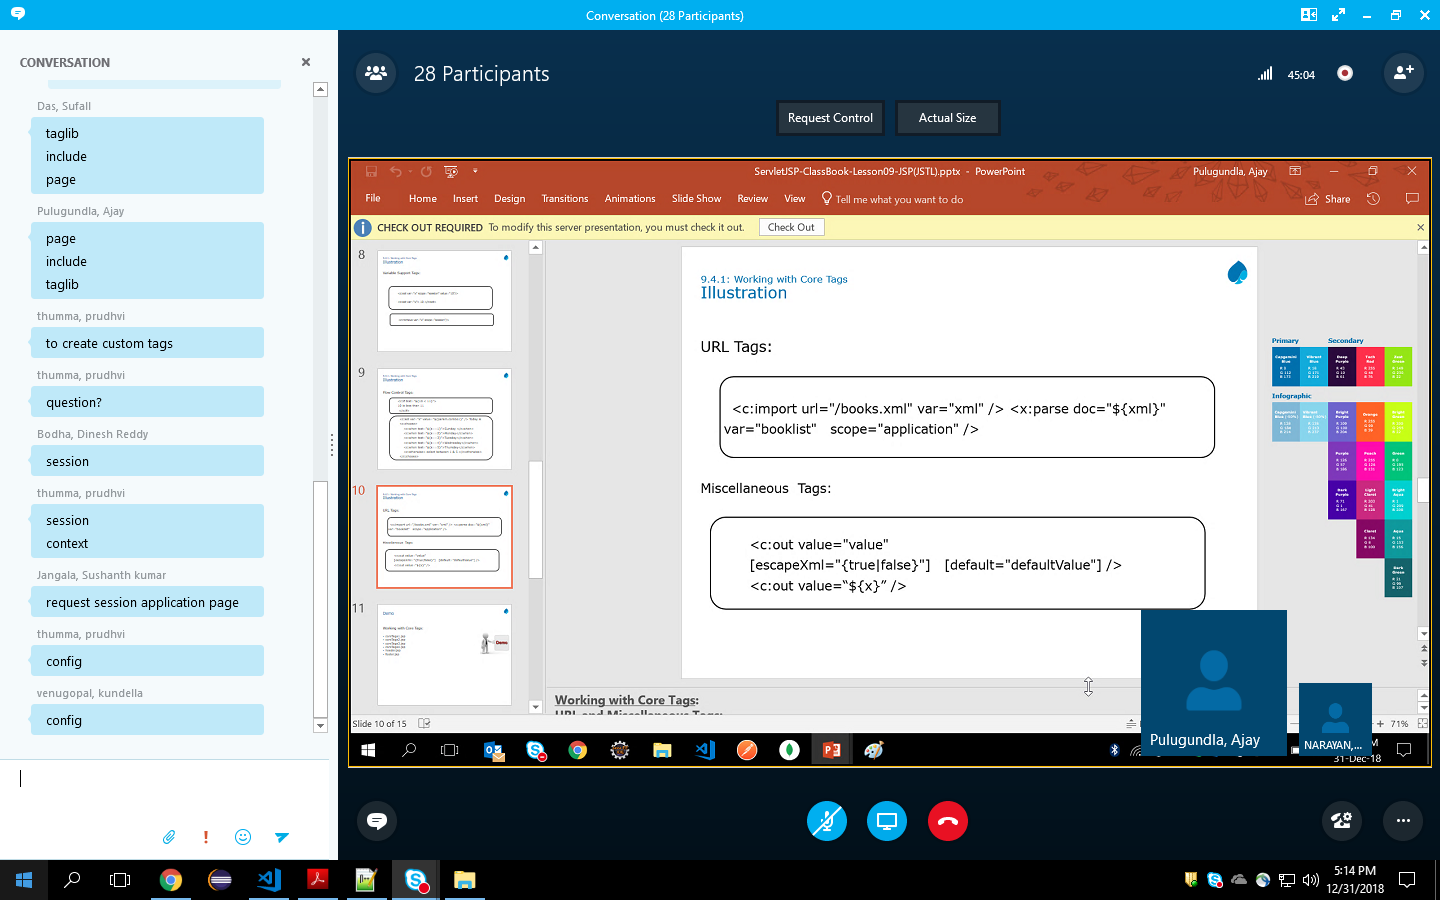 Conversation (28 Participants)
CONVERSATION
Das, Sufall
taglib
include
page
Pulugundla, Ajay
page
include
taglib
thumma, prudhvi
to create custom tags
thumma, prudhvi
question?
Bodha, Dinesh Reddy
session
thumma, prudhvi
session
context
Jangala, Sushanth kumar
request session application page
thumma, prudhvi
config
venugopal, kundella
config
28 Participants
45:04
Request Control
Actual Size
ServletJSP-ClassBook-Lesson09-JSP(JSTL).pptx - PowerPoint
Pulugundla, Ajay
File Home Insert Design Transitions Animations Slide Show Review View Tell me what you want to do
Share
CHECK OUT REQUIRED To modify this server presentation, you must check it out. Check Out
8
9
10
11
Demo
9.4.1: Working with Core Tags
Illustration
URL Tags:
<c:import url="/books.xml" var="xml" /> <x:parse doc="${xml}"
var="booklist" scope="application" />
Miscellaneous Tags:
<c:out value="value"
[escapeXml="{true|false}"] [default="defaultValue"] />
<c:out value=“${x}” />
Primary Secondary
Infographic
Working with Core Tags:
Slide 10 of 15
71%
Pulugundla, Ajay
NARAYAN,...
31-Dec-18
5:14 PM
12/31/2018